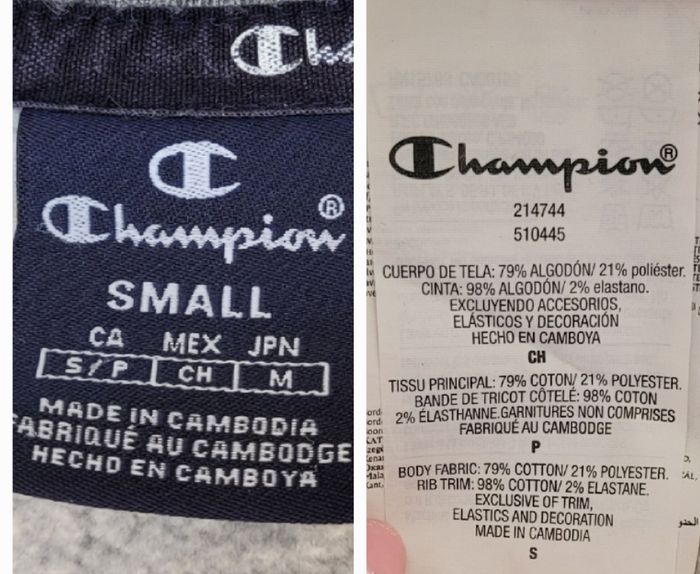 Champion®
SMALL
CA MEX JPN
S/P CH M
MADE IN CAMBODIA
FABRIQUÉ AU CAMBODGE
HECHO EN CAMBOYA
Champion®
214744
510445
CUERPO DE TELA: 79% ALGODÓN/ 21% poliéster.
CINTA: 98% ALGODÓN/ 2% elastano.
EXCLUYENDO ACCESORIOS,
ELÁSTICOS Y DECORACIÓN
HECHO EN CAMBOYA
CH
TISSU PRINCIPAL: 79% COTON/ 21% POLYESTER.
BANDE DE TRICOT CÔTELÉ: 98% COTON
2% ÉLASTHANNE.GARNITURES NON COMPRISES
FABRIQUÉ AU CAMBODGE
P
BODY FABRIC: 79% COTTON/ 21% POLYESTER.
RIB TRIM: 98% COTTON/ 2% ELASTANE.
EXCLUSIVE OF TRIM,
ELASTICS AND DECORATION
MADE IN CAMBODIA
S